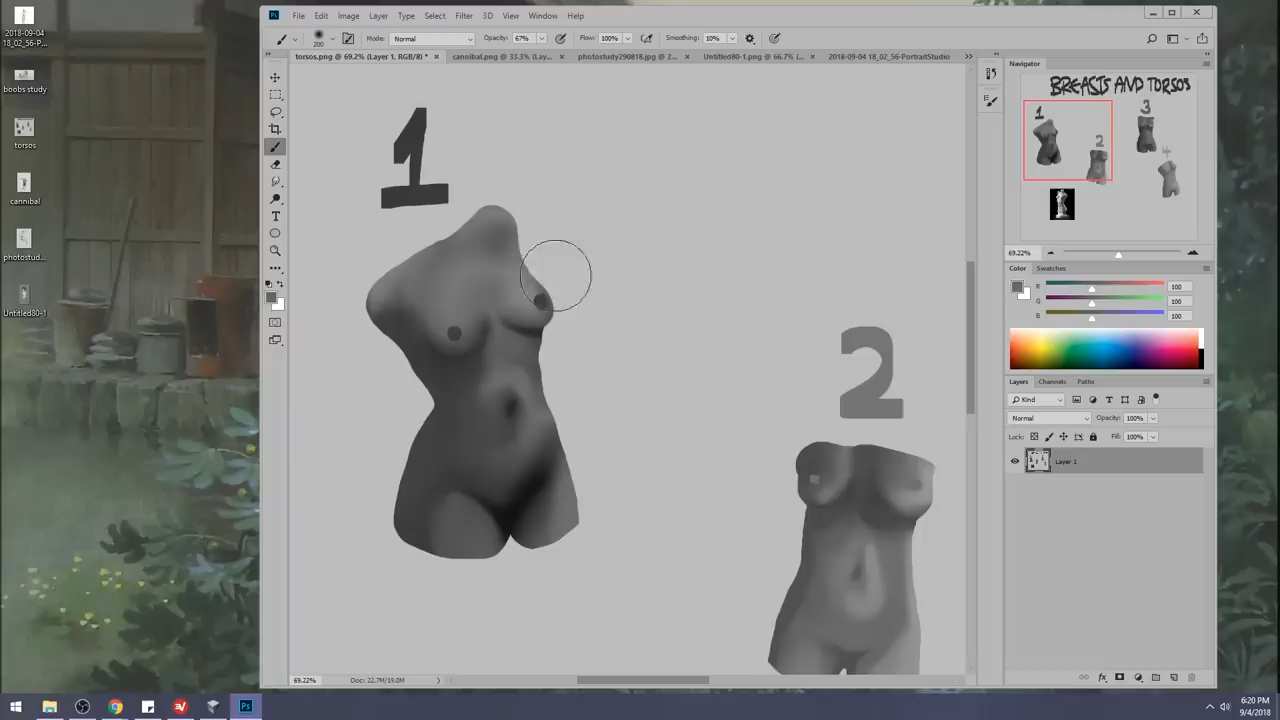 2018-09-04
18_02_56-P...
boobs study
torsos
cannibal
photostud...
Untitled80-1
Ps
File Edit Image Layer Type Select Filter 3D View Window Help
200
Mode: Normal
Opacity: 67%
Flow: 100%
Smoothing: 10%
torsos.png @ 69.2% (Layer 1, RGB/8) *
cannibal.png @ 33.3% (Lay...
photostudy290818.jpg @ 2...
Untitled80-1.png @ 66.7% (...
2018-09-04 18_02_56-PortraitStudio
1
2
Navigator
BREASTS AND TORSOS
1
2
3
4
69.22%
Color Swatches
R 100
G 100
B 100
Layers Channels Paths
Kind
Normal
Opacity: 100%
Lock:
Fill: 100%
Layer 1
69.22%
Doc: 22.7M/19.0M
Ps
6:20 PM
9/4/2018